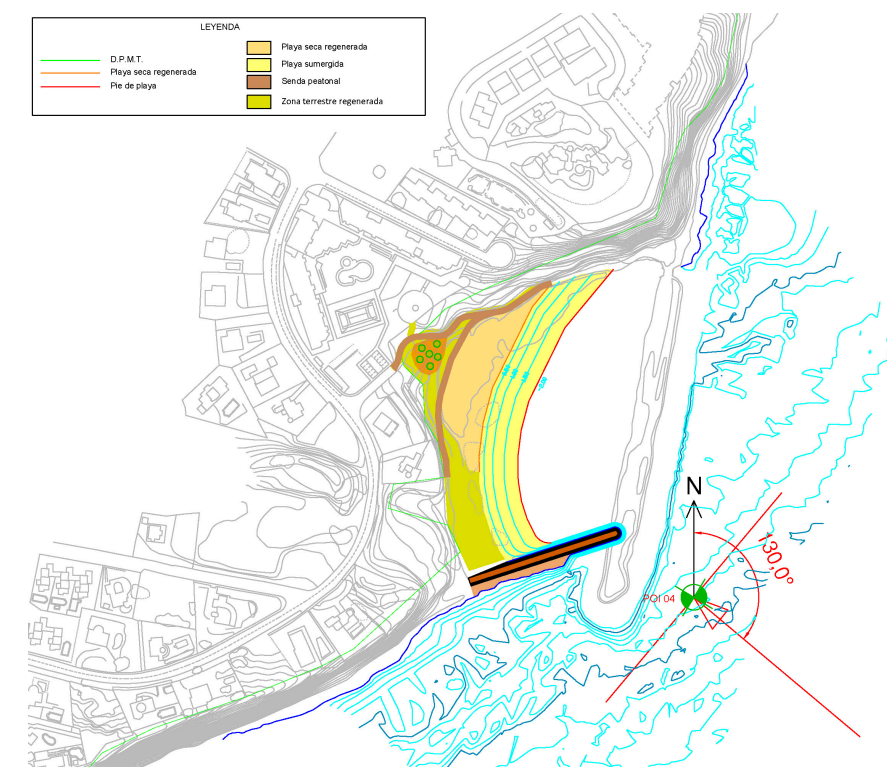 LEYENDA
D.P.M.T.
Playa seca regenerada
Pie de playa
Playa seca regenerada
Playa sumergida
Senda peatonal
Zona terrestre regenerada
N
130,0°
POI 04